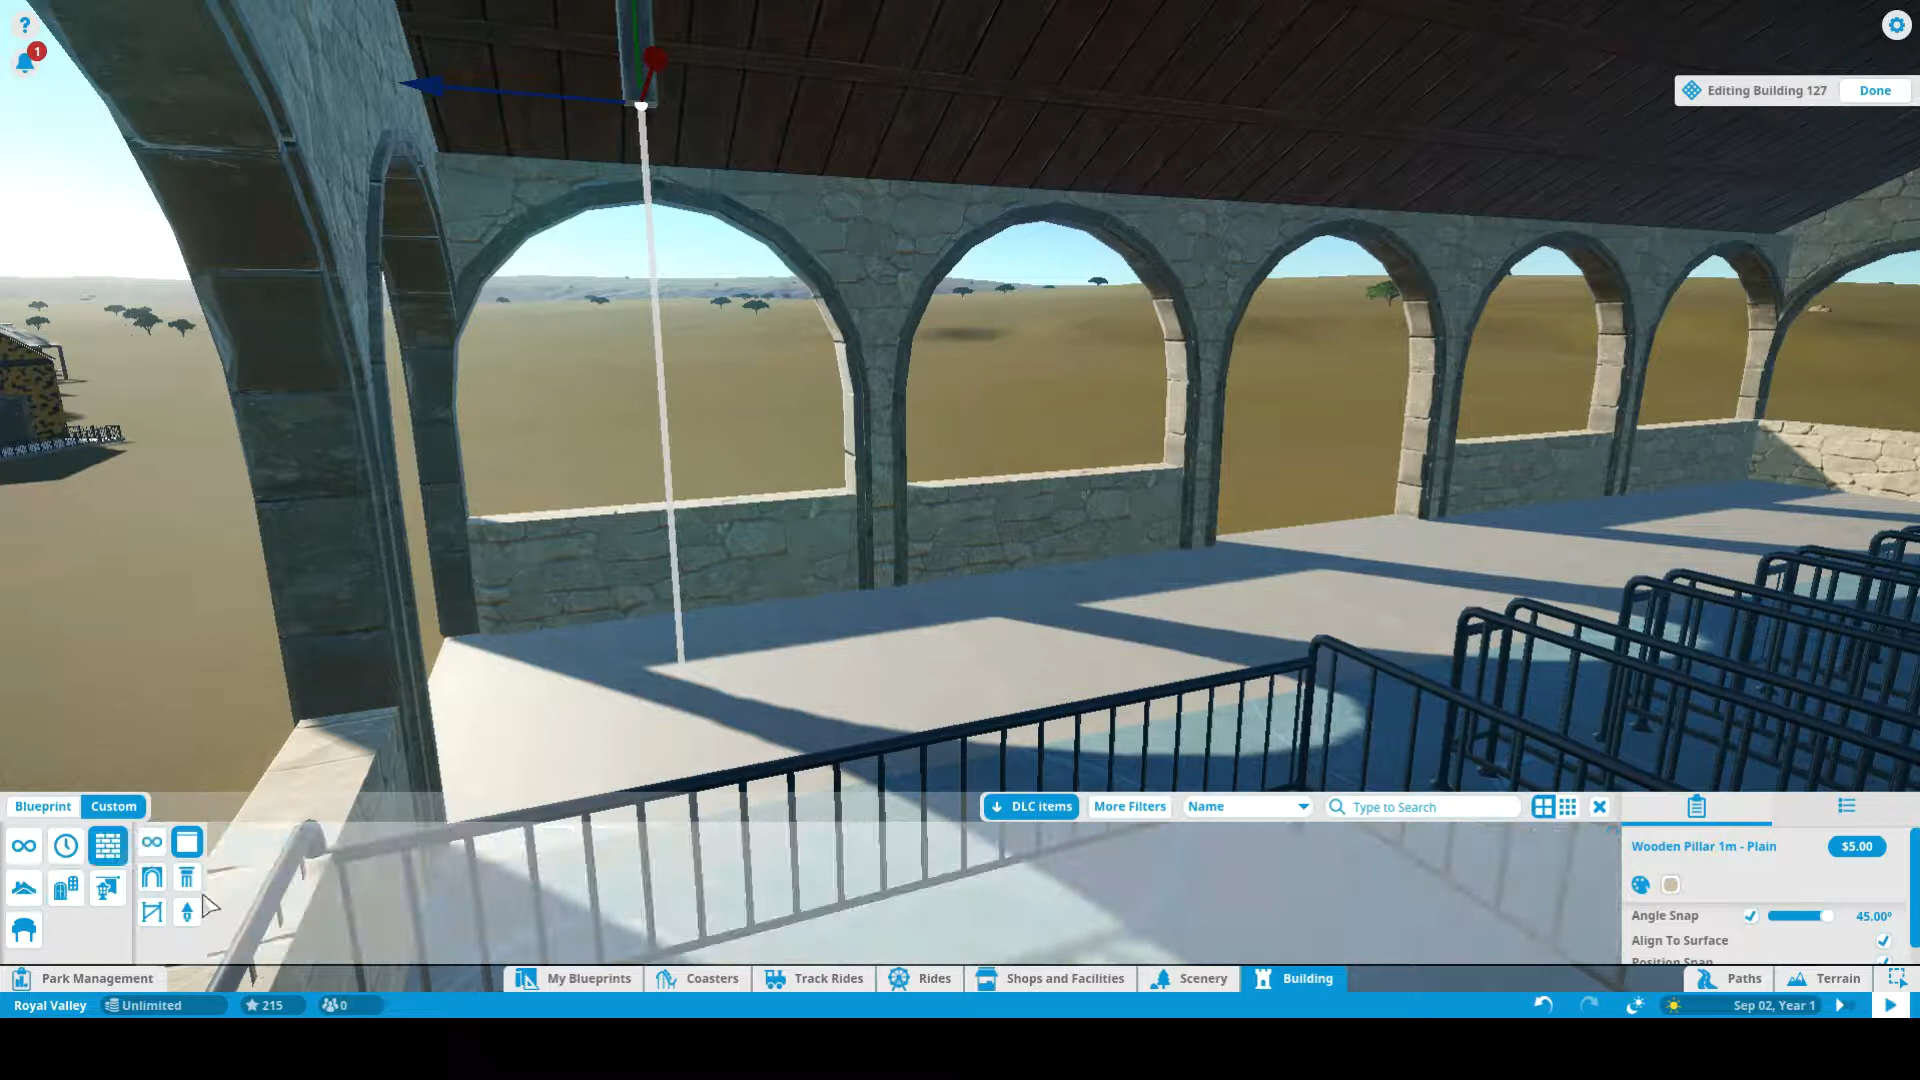 ?
1
Editing Building 127
Done
Blueprint
Custom
DLC items
More Filters
Name
Type to Search
Wooden Pillar 1m - Plain
$5.00
Angle Snap
45.00°
Align To Surface
Position Snap
Park Management
My Blueprints
Coasters
Track Rides
Rides
Shops and Facilities
Scenery
Building
Paths
Terrain
Royal Valley
Unlimited
215
0
Sep 02, Year 1